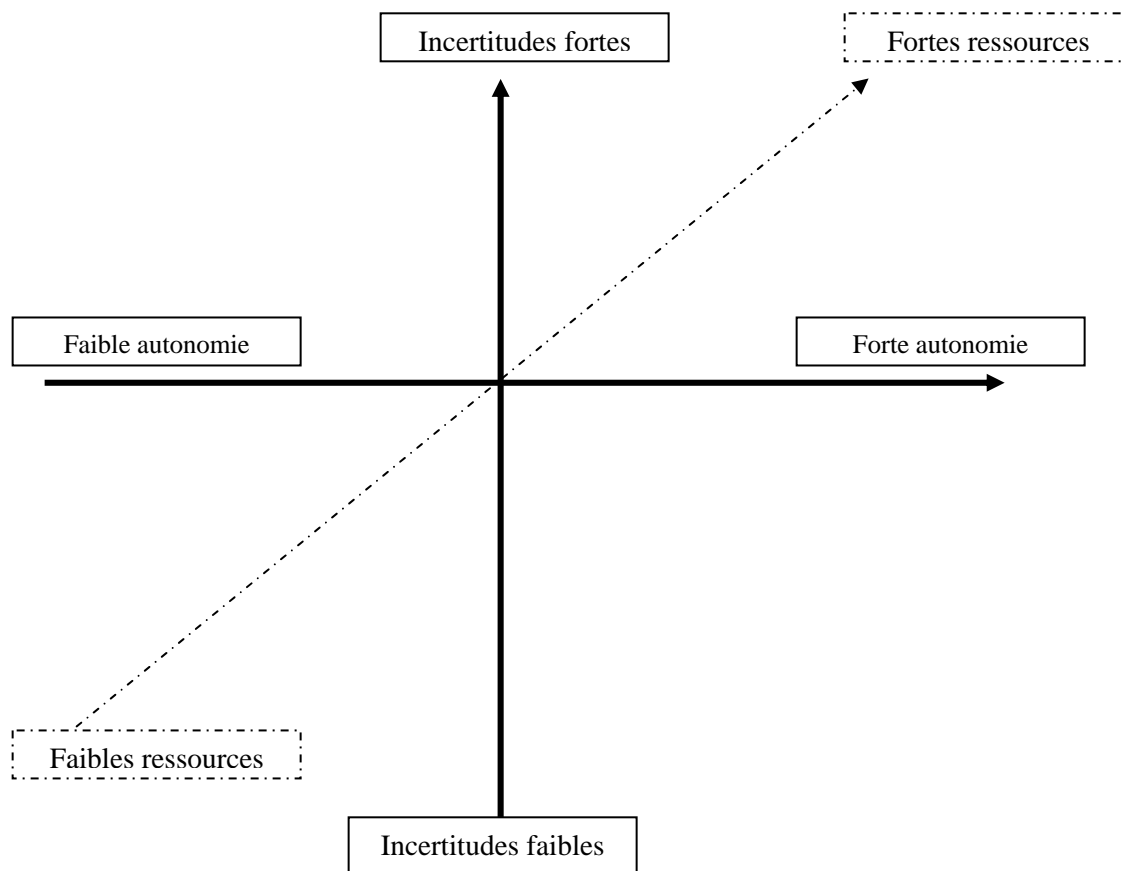 Incertitudes fortes
Fortes ressources
Faible autonomie
Forte autonomie
Faibles ressources
Incertitudes faibles